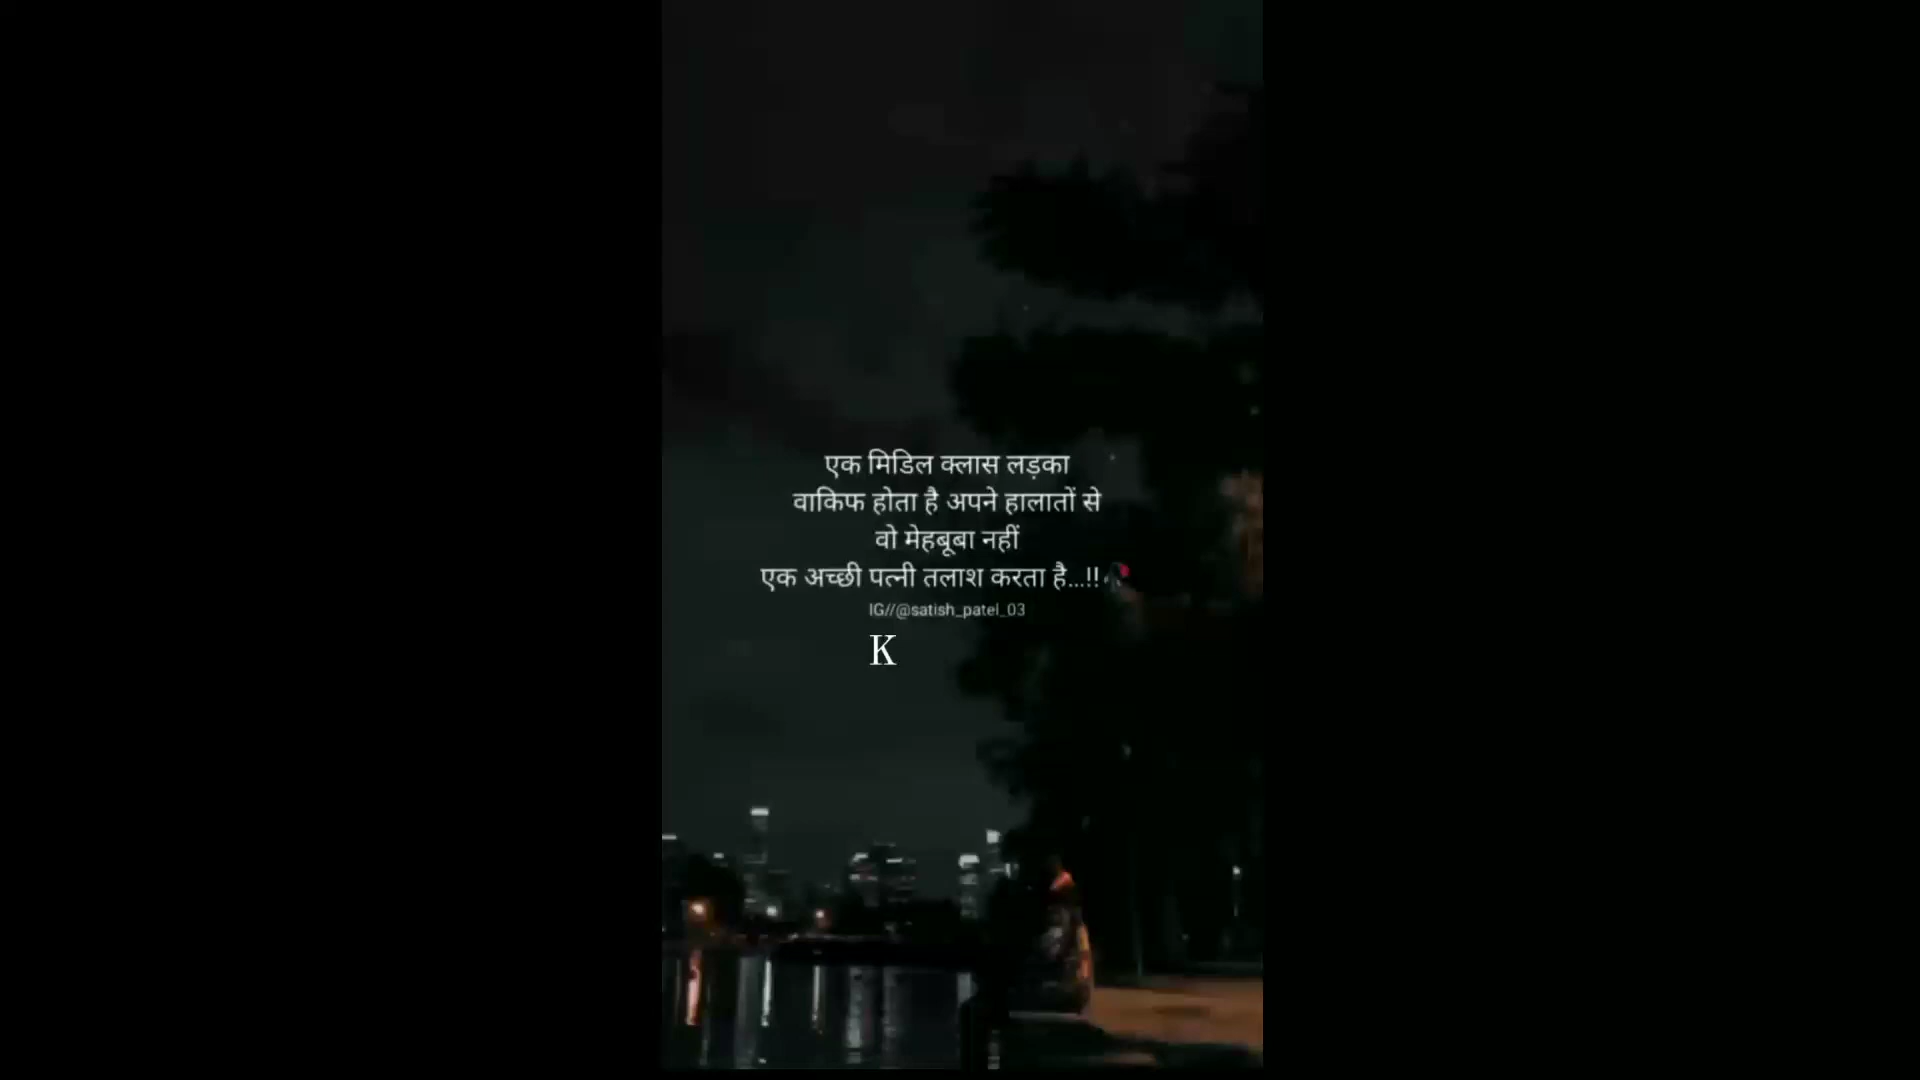 एक मिडिल क्लास लड़का
वाकिफ होता है अपने हालातों से
वो मेहबूबा नहीं
एक अच्छी पत्नी तलाश करता है...!!🥀
IG//@satish_patel_03
K